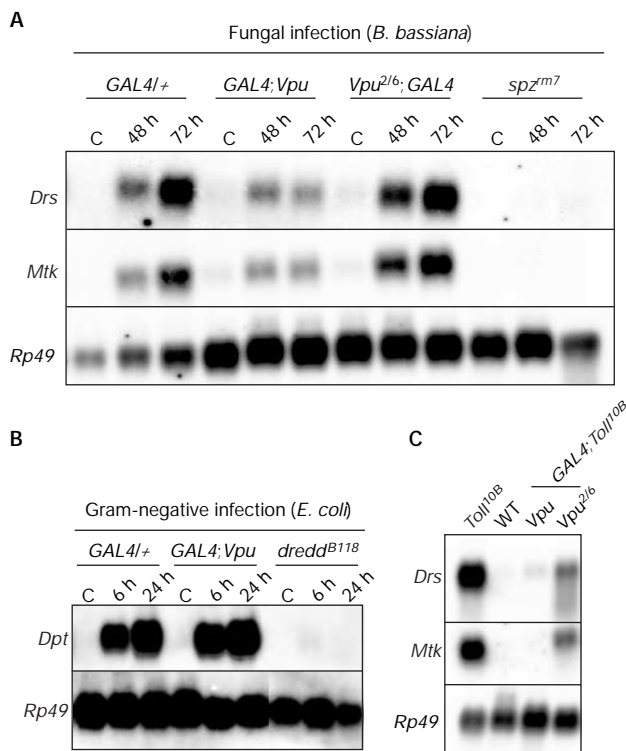 A
Fungal infection (B. bassiana)
GAL4/+ GAL4;Vpu Vpu2/6;GAL4 spzrm7
C 48 h 72 h C 48 h 72 h C 48 h 72 h C 48 h 72 h
Drs
Mtk
Rp49
B
Gram-negative infection (E. coli)
GAL4/+ GAL4;Vpu dreddB118
C 6 h 24 h C 6 h 24 h C 6 h 24 h
Dpt
Rp49
C
GAL4;Toll10B
Toll10B WT Vpu Vpu2/6
Drs
Mtk
Rp49